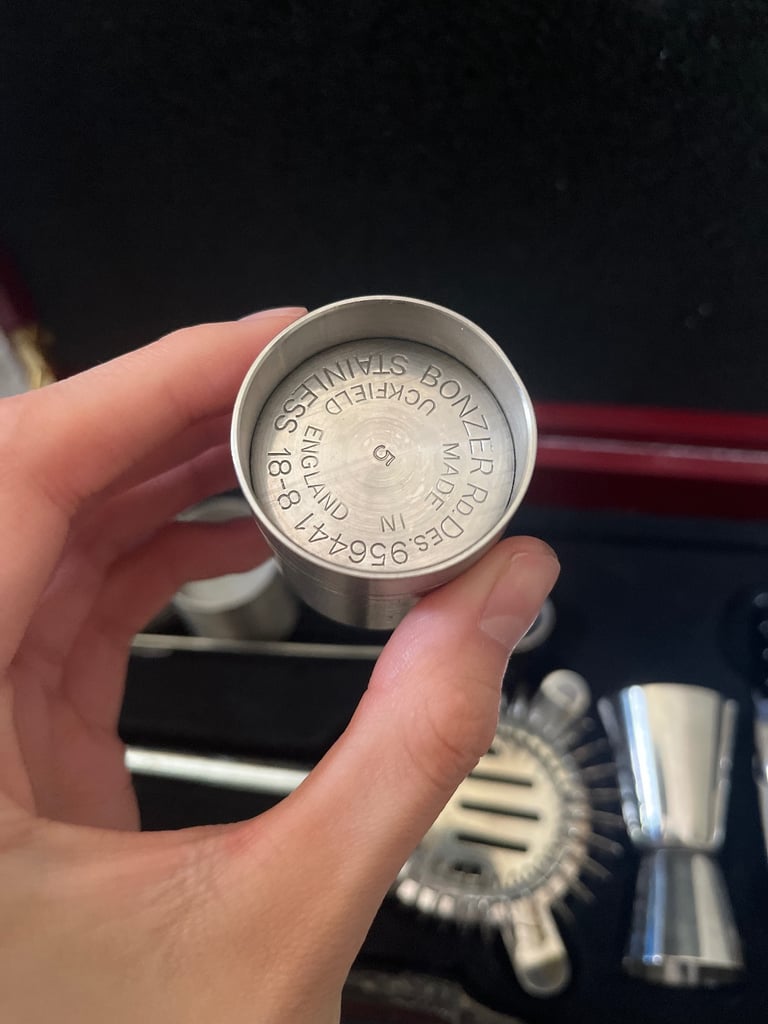 BONZER RD.DES.956441 18-8 STAINLESS
UCKFIELD MADE IN ENGLAND
5